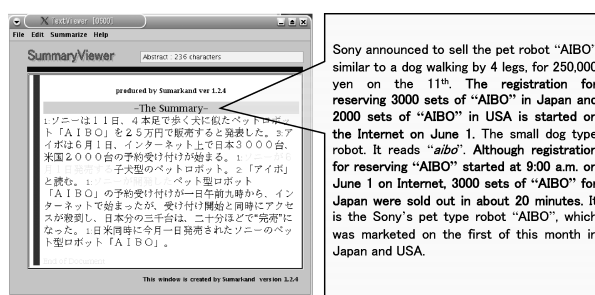 TextViewer [0500]
File Edit Summarize Help
SummaryViewer
Abstract : 236 characters
produced by Sumarkand ver 1.2.4
-The Summary-
1:ソニーは11日、4本足で歩く犬に似たペットロボッ
ト「AIBO」を25万円で販売すると発表した。3:ア
イボは6月1日、インターネット上で日本3000台、
米国2000台の予約受け付けが始まる。1:
子犬型のペットロボット。2:「アイボ」
と読む。1: ペット型ロボット
「AIBO」の予約受け付けが一日午前九時から、イン
ターネットで始まったが、受け付け開始と同時にアクセ
スが殺到し、日本分の三千台は、二十分ほどで"完売"に
なった。1:日米同時に今月一日発売されたソニーのペッ
ト型ロボット「AIBO」。
End of Document
This window is created by Sumarkand version 1.2.4
Sony announced to sell the pet robot "AIBO"
similar to a dog walking by 4 legs, for 250,000
yen on the 11th. The registration for
reserving 3000 sets of "AIBO" in Japan and
2000 sets of "AIBO" in USA is started on
the Internet on June 1. The small dog type
robot. It reads "aibo". Although registration
for reserving "AIBO" started at 9:00 a.m. on
June 1 on Internet, 3000 sets of "AIBO" for
Japan were sold out in about 20 minutes. It
is the Sony's pet type robot "AIBO", which
was marketed on the first of this month in
Japan and USA.